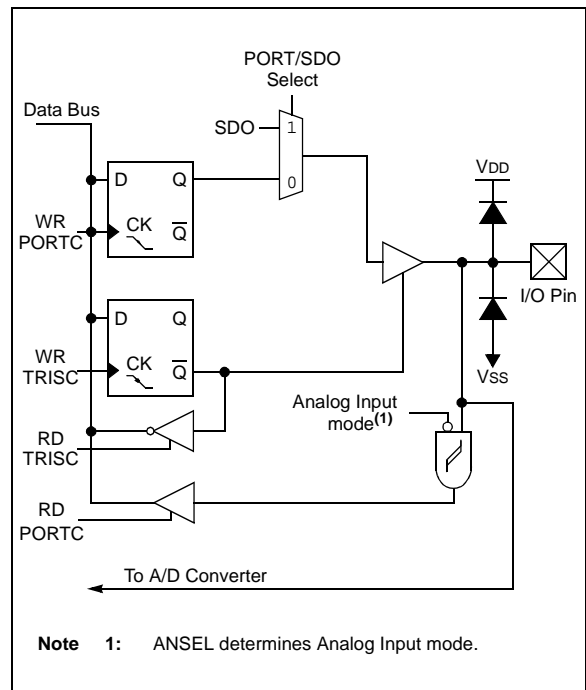 PORT/SDO
Select
Data Bus
SDO
1
0
VDD
D Q
WR
PORTC
CK
Q
I/O Pin
D Q
WR
TRISC
CK
Q
VSS
Analog Input
mode(1)
RD
TRISC
RD
PORTC
To A/D Converter
Note 1: ANSEL determines Analog Input mode.